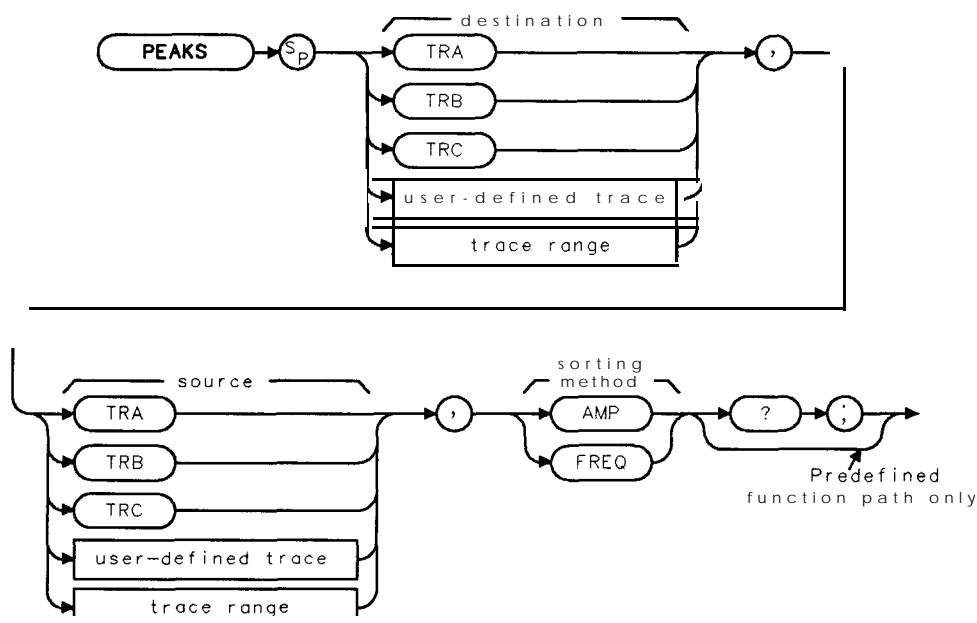 destination
PEAKS SP TRA ,
TRB
TRC
user-defined trace
trace range
source
sorting
method
TRA , AMP ? ;
TRB FREQ
TRC
Predefined
function path only
user-defined trace
trace range